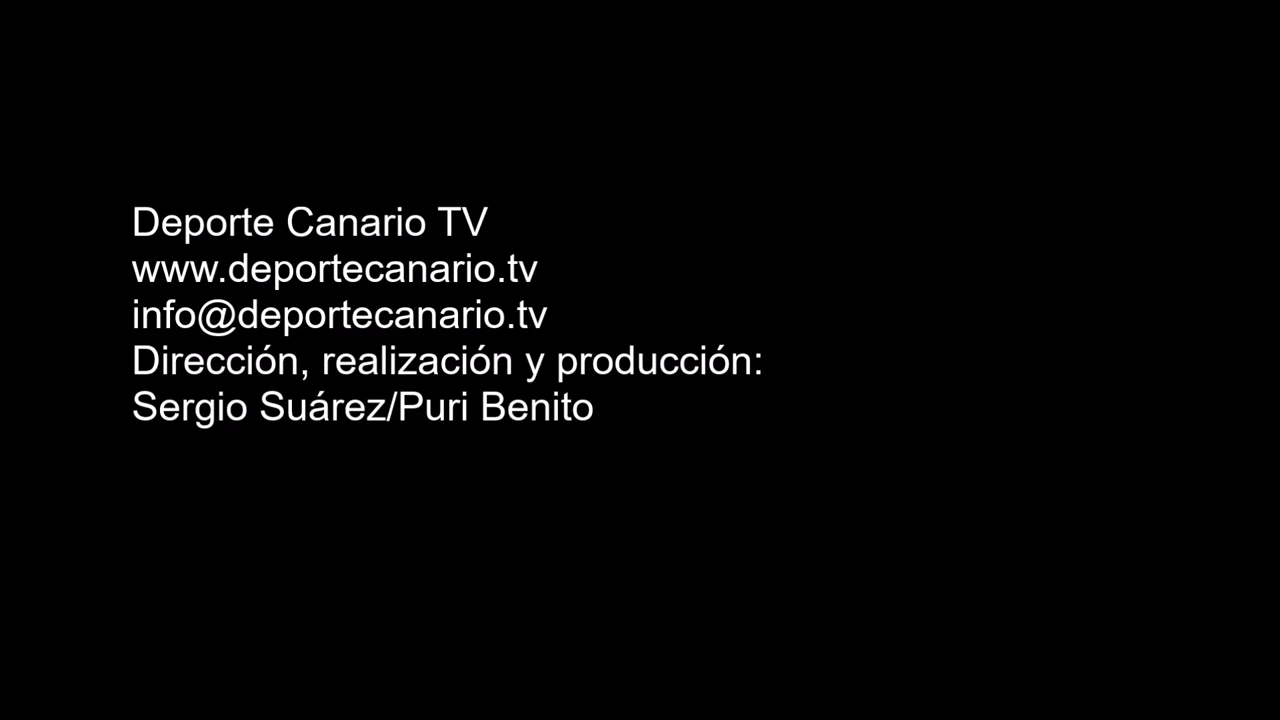 Deporte Canario TV
www.deportecanario.tv
info@deportecanario.tv
Dirección, realización y producción:
Sergio Suárez/Puri Benito